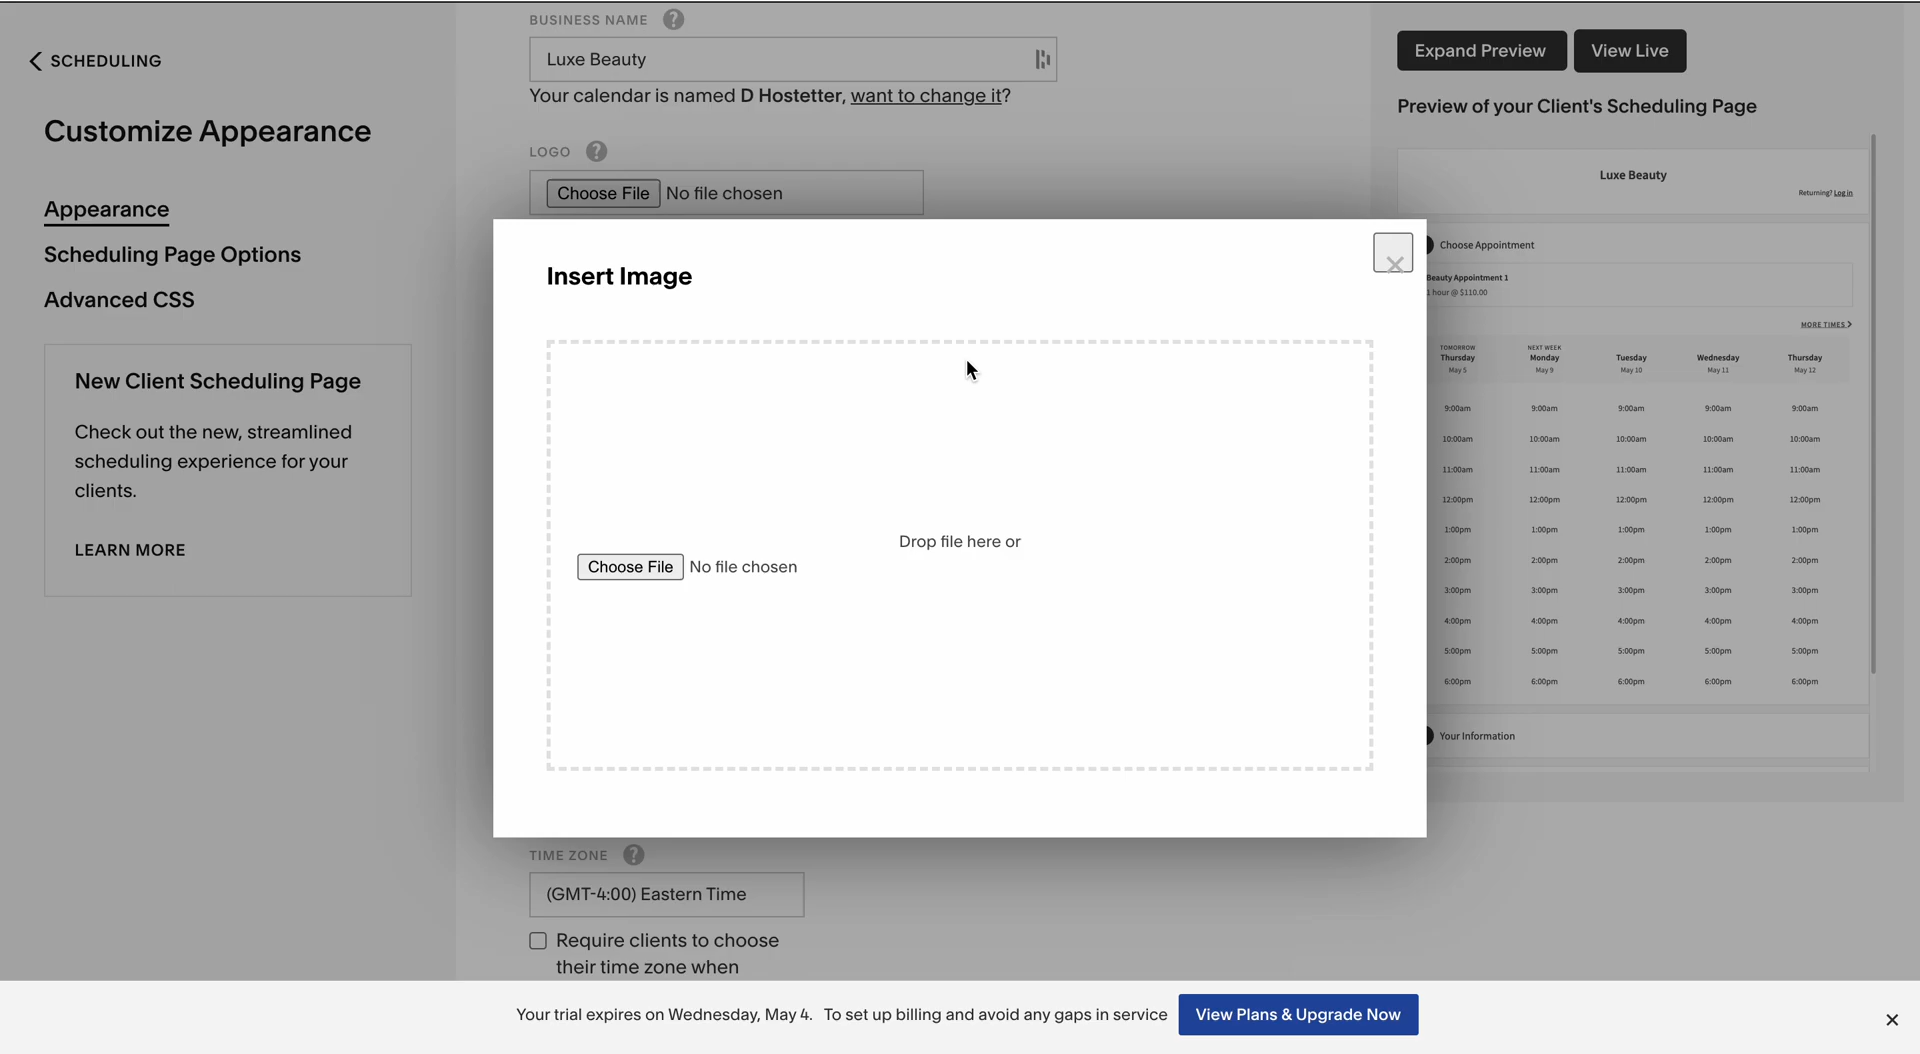 SCHEDULING
Customize Appearance
Appearance
Scheduling Page Options
Advanced CSS
New Client Scheduling Page
Check out the new, streamlined
scheduling experience for your
clients.
LEARN MORE
BUSINESS NAME ?
Luxe Beauty
Your calendar is named D Hostetter, want to change it?
LOGO ?
Choose File No file chosen
Insert Image
Drop file here or
Choose File No file chosen
TIME ZONE ?
(GMT-4:00) Eastern Time
Require clients to choose
their time zone when
Expand Preview View Live
Preview of your Client's Scheduling Page
Luxe Beauty
Returning? Log in
Choose Appointment
Beauty Appointment 1
1 hour @ $110.00
MORE TIMES
TOMORROW NEXT WEEK
Thursday Monday Tuesday Wednesday Thursday
May 5 May 9 May 10 May 11 May 12
9:00am 9:00am 9:00am 9:00am 9:00am
10:00am 10:00am 10:00am 10:00am 10:00am
11:00am 11:00am 11:00am 11:00am 11:00am
12:00pm 12:00pm 12:00pm 12:00pm 12:00pm
1:00pm 1:00pm 1:00pm 1:00pm 1:00pm
2:00pm 2:00pm 2:00pm 2:00pm 2:00pm
3:00pm 3:00pm 3:00pm 3:00pm 3:00pm
4:00pm 4:00pm 4:00pm 4:00pm 4:00pm
5:00pm 5:00pm 5:00pm 5:00pm 5:00pm
6:00pm 6:00pm 6:00pm 6:00pm 6:00pm
Your Information
Your trial expires on Wednesday, May 4. To set up billing and avoid any gaps in service View Plans & Upgrade Now